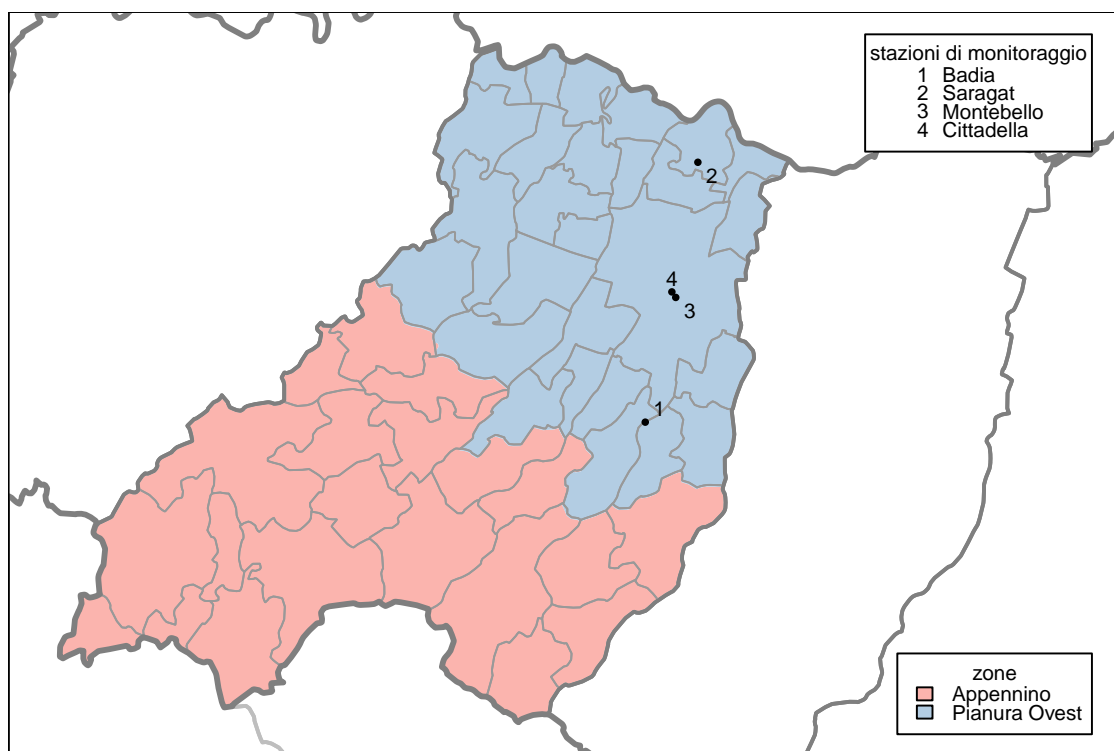 stazioni di monitoraggio
1 Badia
2 Saragat
3 Montebello
4 Cittadella
2
4
3
1
zone
Appennino
Pianura Ovest